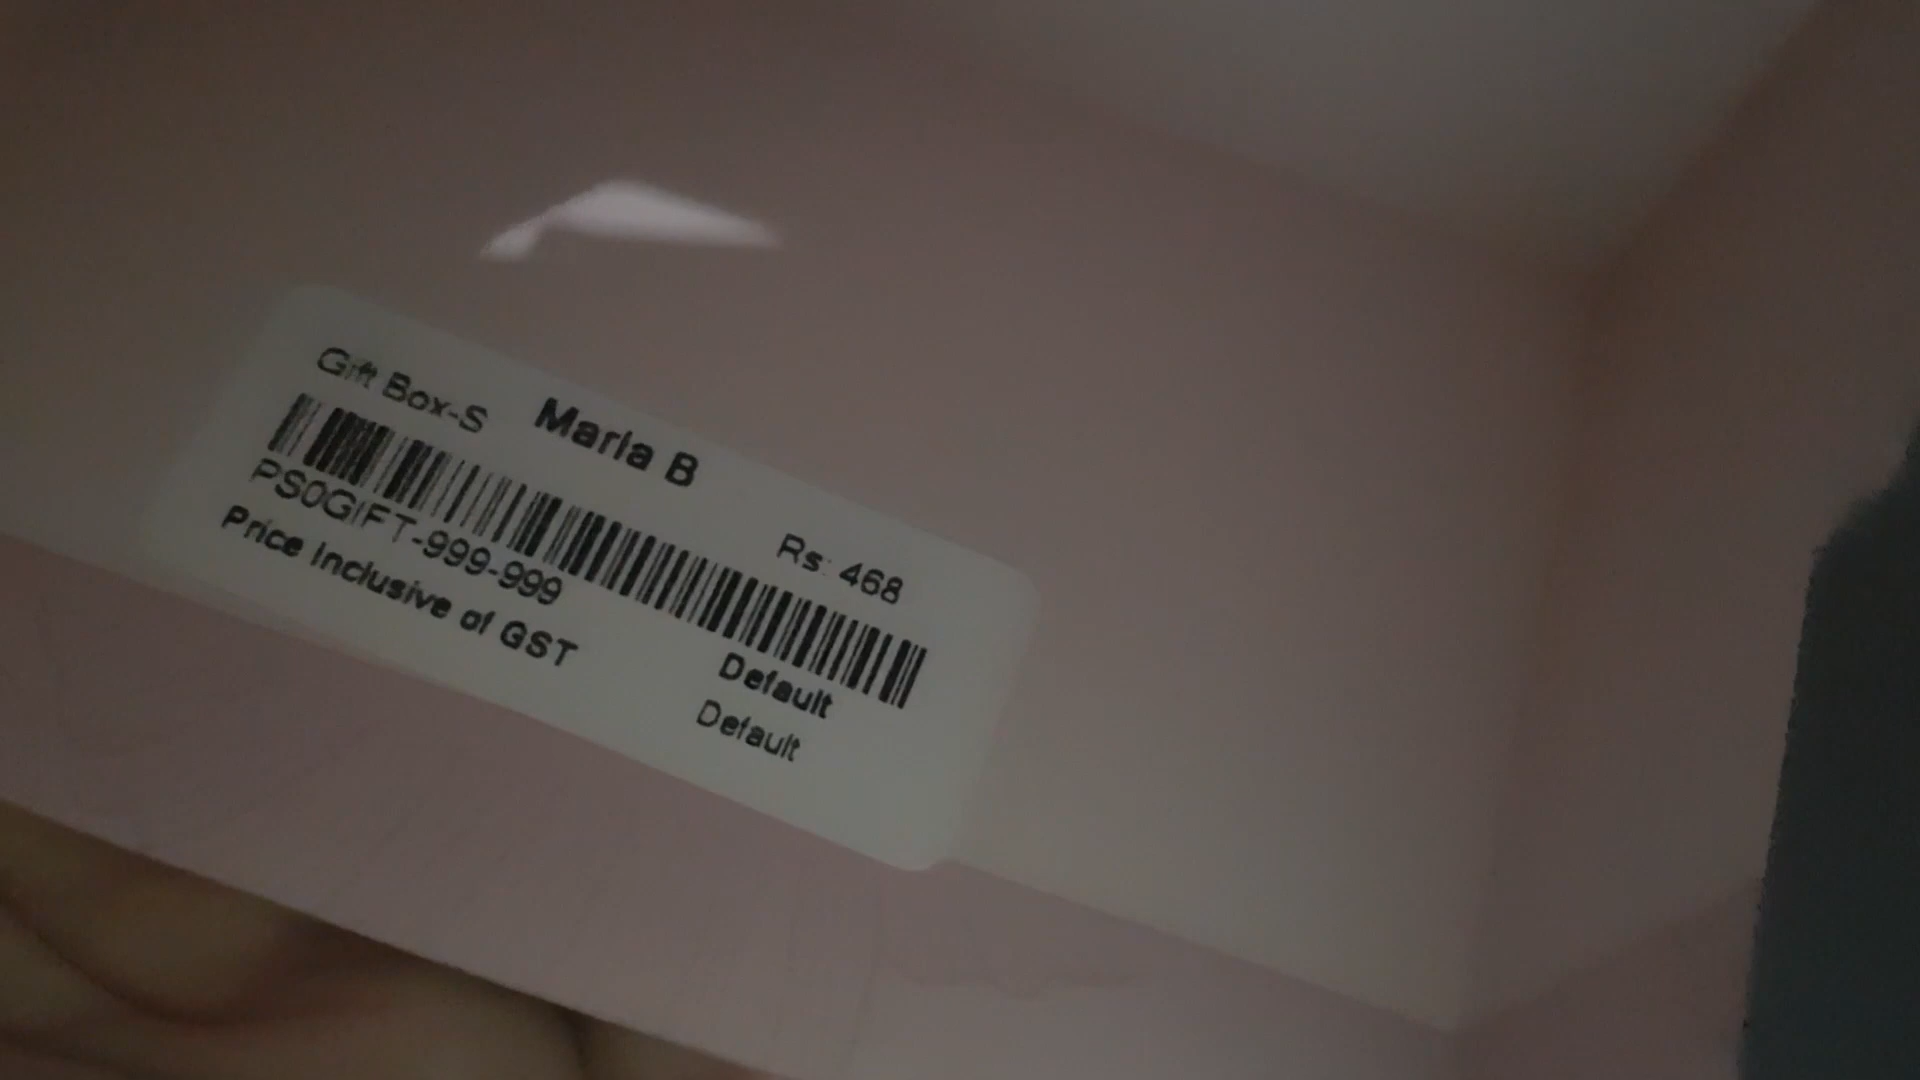 Maria B
Gift Box-S
Rs: 468
PS0GIFT-999-999
Default
Price Inclusive of GST
Default